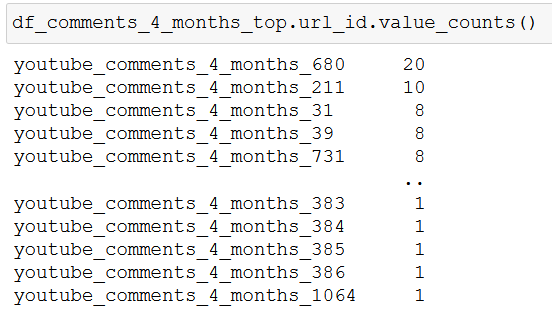 df_comments_4_months_top.url_id.value_counts()
youtube_comments_4_months_680 20
youtube_comments_4_months_211 10
youtube_comments_4_months_31 8
youtube_comments_4_months_39 8
youtube_comments_4_months_731 8
..
youtube_comments_4_months_383 1
youtube_comments_4_months_384 1
youtube_comments_4_months_385 1
youtube_comments_4_months_386 1
youtube_comments_4_months_1064 1